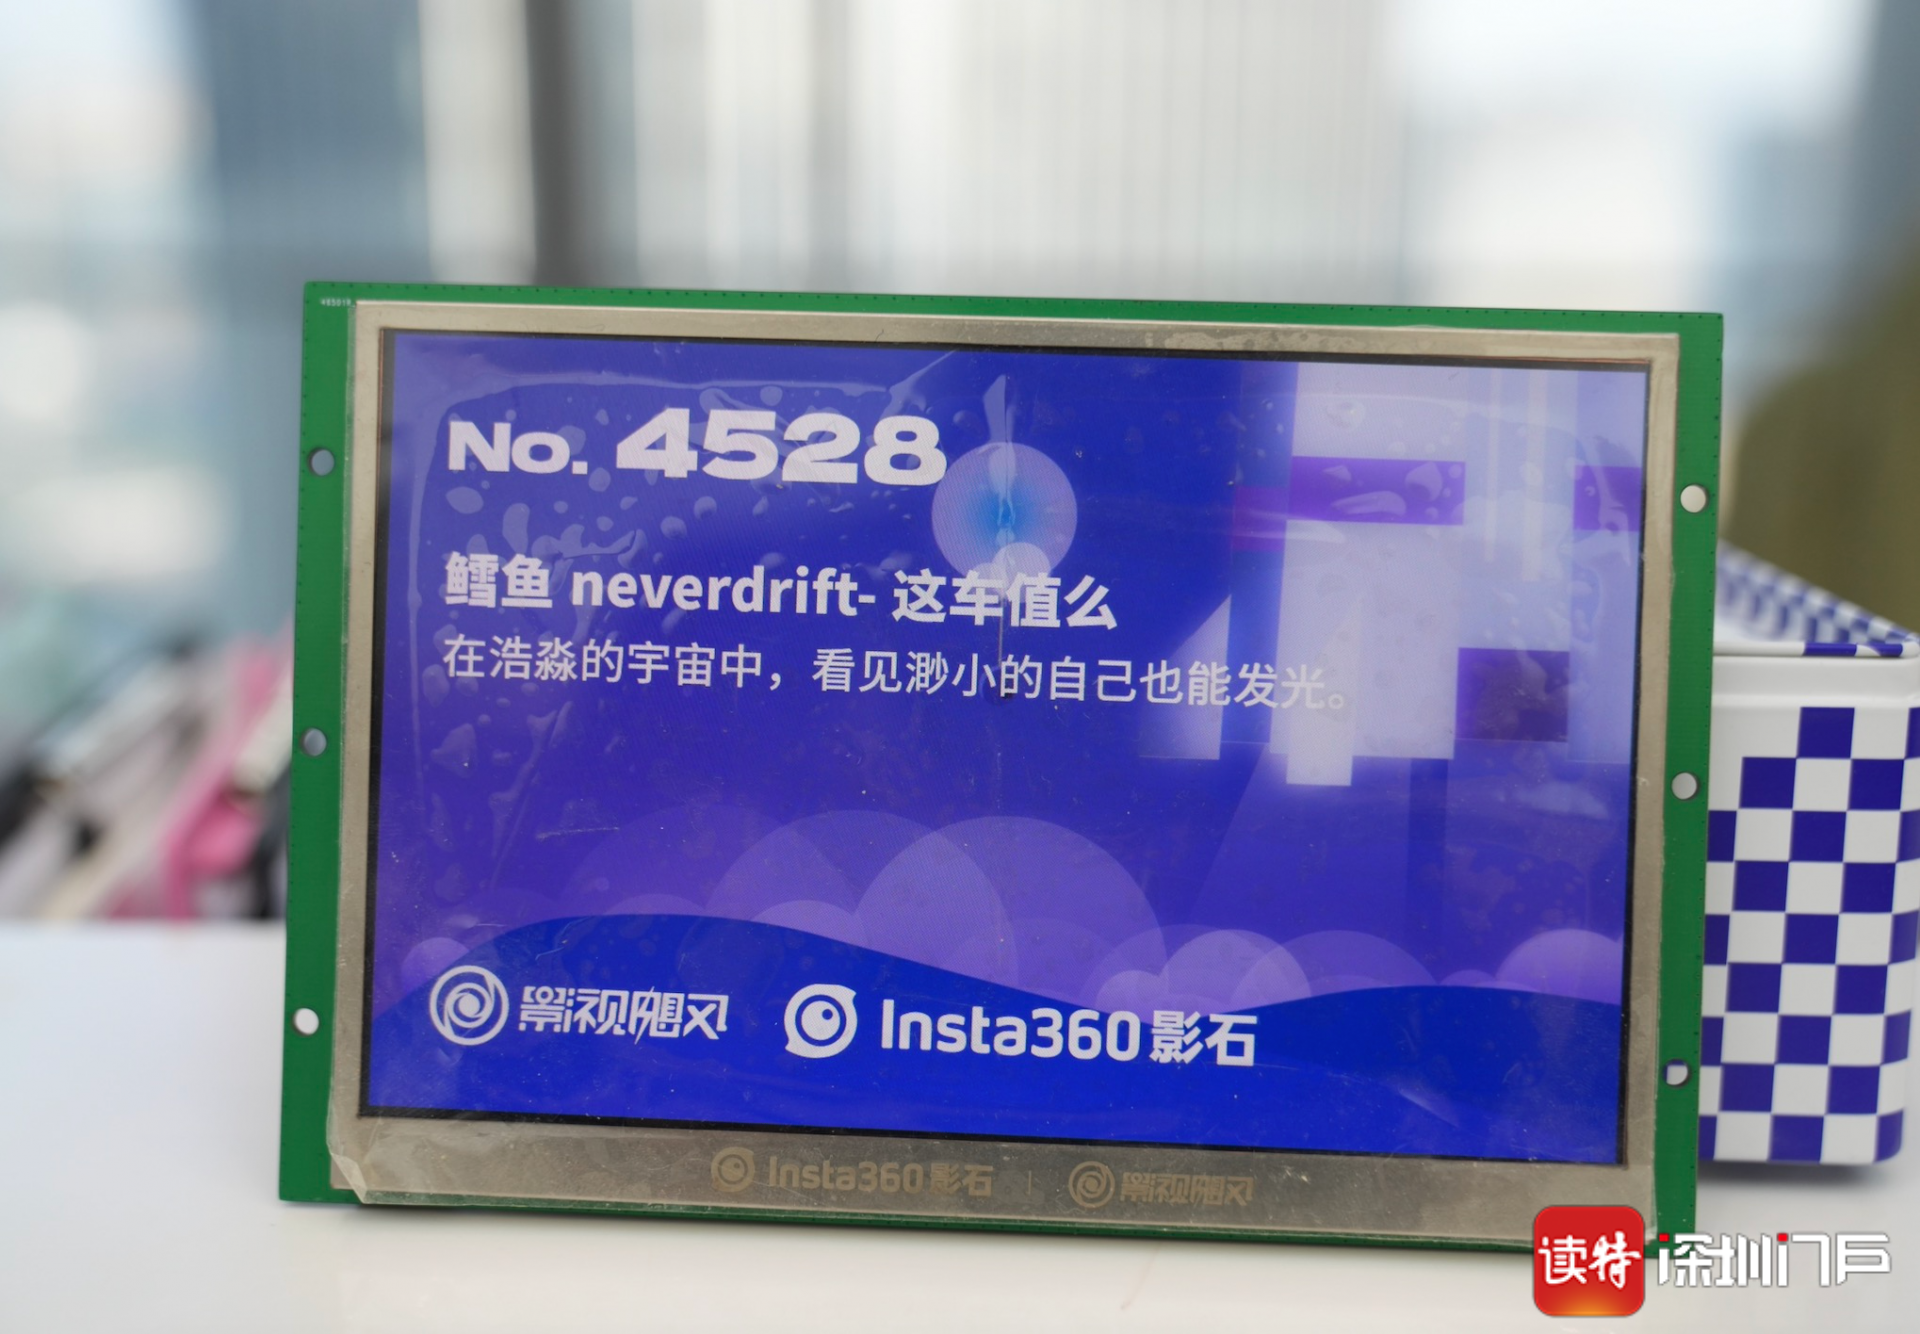 No. 4528
鳕鱼 neverdrift- 这车值么
在浩淼的宇宙中，看见渺小的自己也能发光。
影视飓风 Insta360影石
Insta360影石 | 影视飓风
读特 深圳门户